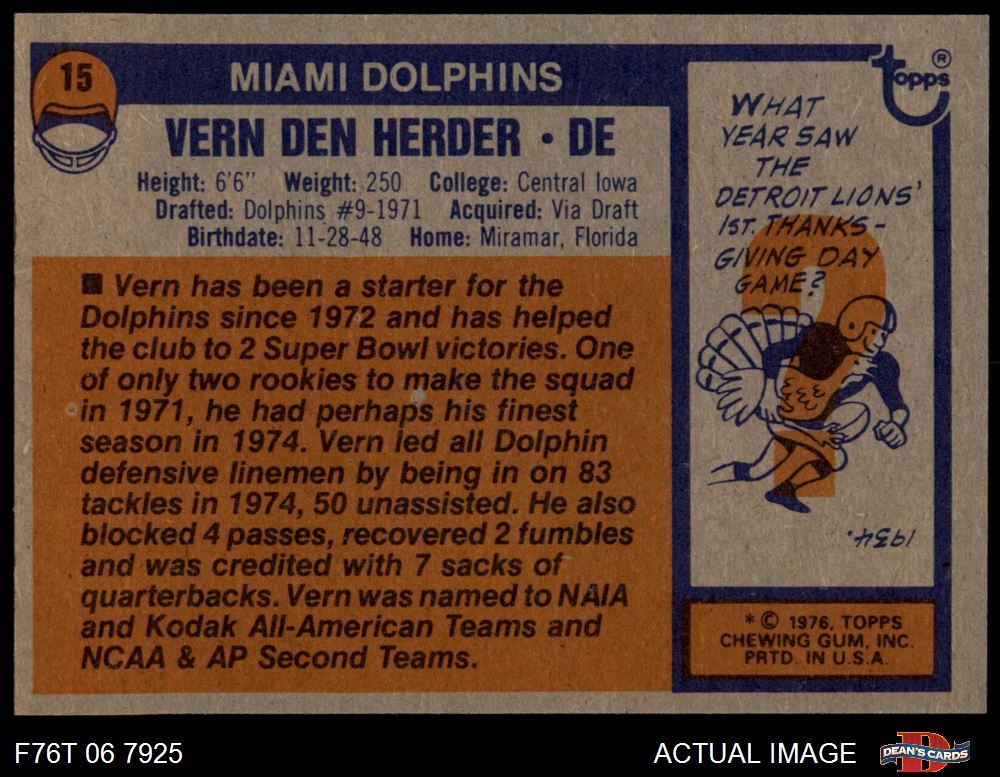 15
MIAMI DOLPHINS
VERN DEN HERDER • DE
Height: 6'6" Weight: 250 College: Central Iowa
Drafted: Dolphins #9-1971 Acquired: Via Draft
Birthdate: 11-28-48 Home: Miramar, Florida
■ Vern has been a starter for the
Dolphins since 1972 and has helped
the club to 2 Super Bowl victories. One
of only two rookies to make the squad
in 1971, he had perhaps his finest
season in 1974. Vern led all Dolphin
defensive linemen by being in on 83
tackles in 1974, 50 unassisted. He also
blocked 4 passes, recovered 2 fumbles
and was credited with 7 sacks of
quarterbacks. Vern was named to NAIA
and Kodak All-American Teams and
NCAA & AP Second Teams.
topps ®
WHAT
YEAR SAW
THE
DETROIT LIONS'
1ST. THANKS-
GIVING DAY
GAME?
1934.
* © 1976, TOPPS
CHEWING GUM, INC.
PRTD. IN U.S.A.
F76T 06 7925
ACTUAL IMAGE
DEAN'S CARDS